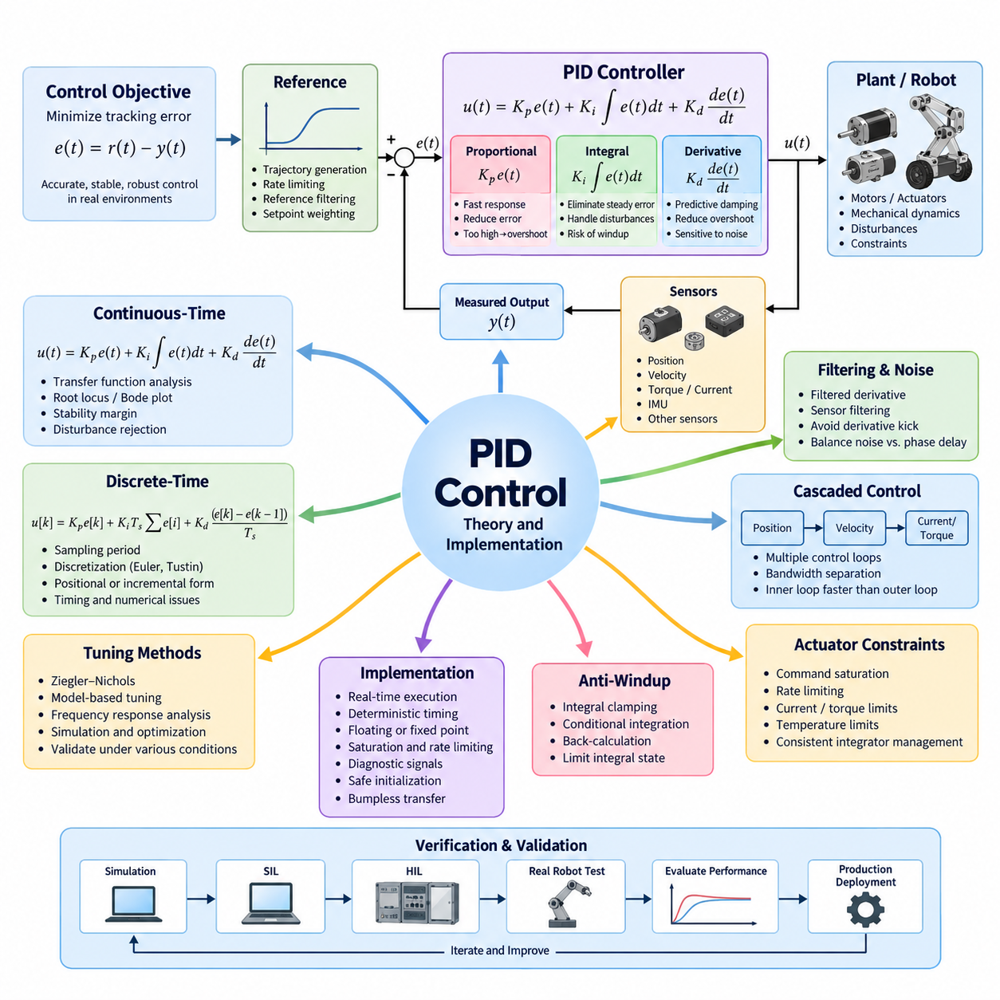 Control Objective
Minimize tracking error
e(t) = r(t) − y(t)
Accurate, stable, robust control
in real environments
Reference
• Trajectory generation
• Rate limiting
• Reference filtering
• Setpoint weighting
+
−
e(t)
PID Controller
u(t) = K_p e(t) + K_i ∫ e(t)dt + K_d de(t)/dt
Proportional
K_p e(t)
• Fast response
• Reduce error
• Too high→overshoot
Integral
K_i ∫ e(t)dt
• Eliminate steady error
• Handle disturbances
• Risk of windup
Derivative
K_d de(t)/dt
• Predictive damping
• Reduce overshoot
• Sensitive to noise
u(t)
Plant / Robot
• Motors / Actuators
• Mechanical dynamics
• Disturbances
• Constraints
Measured Output
y(t)
Sensors
• Position
• Velocity
• Torque / Current
• IMU
• Other sensors
Continuous-Time
u(t) = K_p e(t) + K_i ∫ e(t)dt + K_d de(t)/dt
• Transfer function analysis
• Root locus / Bode plot
• Stability margin
• Disturbance rejection
Filtering & Noise
• Filtered derivative
• Sensor filtering
• Avoid derivative kick
• Balance noise vs. phase delay
PID
Control
Theory and
Implementation
Discrete-Time
u[k] = K_p e[k] + K_i T_s ∑ e[i] + K_d (e[k] − e(k − 1])/T_s
• Sampling period
• Discretization (Euler, Tustin)
• Positional or incremental form
• Timing and numerical issues
Cascaded Control
Position
Velocity
Current/
Torque
• Multiple control loops
• Bandwidth separation
• Inner loop faster than outer loop
Tuning Methods
• Ziegler–Nichols
• Model-based tuning
• Frequency response analysis
• Simulation and optimization
• Validate under various conditions
Implementation
• Real-time execution
• Deterministic timing
• Floating or fixed point
• Saturation and rate limiting
• Diagnostic signals
• Safe initialization
• Bumpless transfer
Anti-Windup
• Integral clamping
• Conditional integration
• Back-calculation
• Limit integral state
Actuator Constraints
• Command saturation
• Rate limiting
• Current / torque limits
• Temperature limits
• Consistent integrator management
Verification & Validation
Simulation
SIL
HIL
Real Robot Test
Evaluate Performance
Production
Deployment
Iterate and Improve